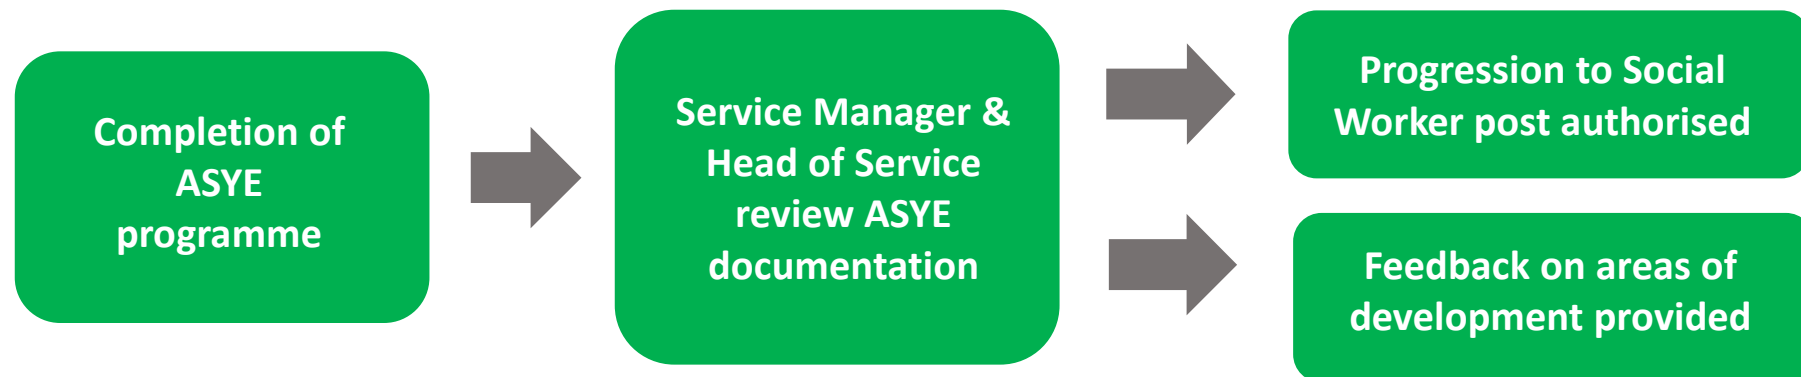 Completion of
ASYE
programme
Service Manager &
Head of Service
review ASYE
documentation
Progression to Social
Worker post authorised
Feedback on areas of
development provided